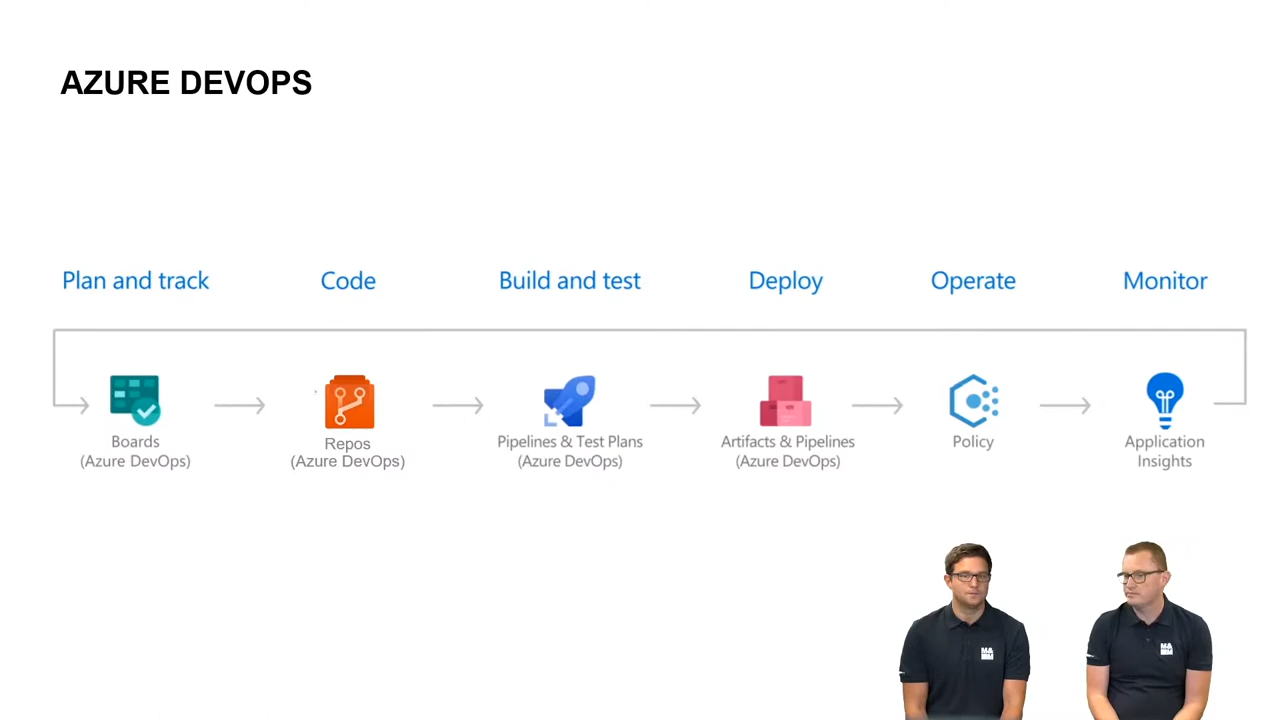 AZURE DEVOPS
Plan and track
Code
Build and test
Deploy
Operate
Monitor
Boards
(Azure DevOps)
Repos
(Azure DevOps)
Pipelines & Test Plans
(Azure DevOps)
Artifacts & Pipelines
(Azure DevOps)
Policy
Application
Insights